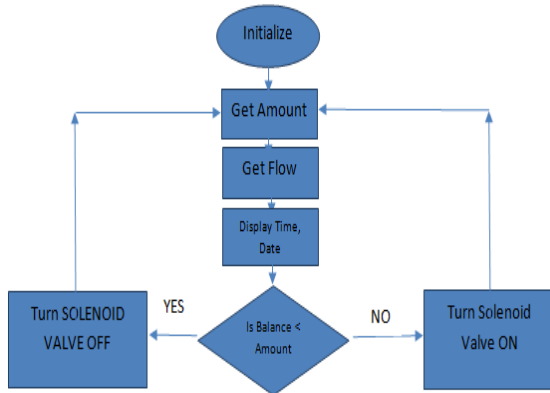 Initialize
Get Amount
Get Flow
Display Time,
Date
Is Balance <
Amount
YES
NO
Turn SOLENOID
VALVE OFF
Turn Solenoid
Valve ON